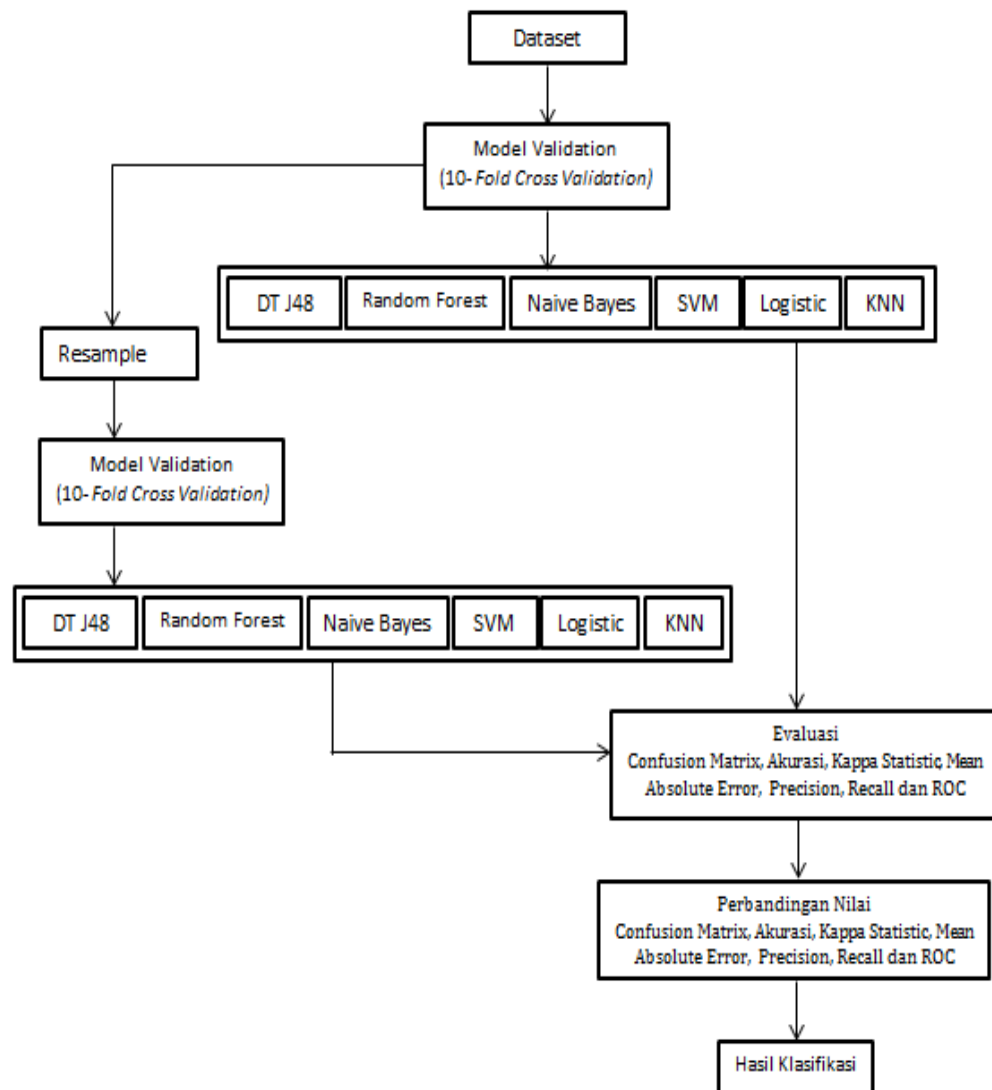 Dataset
Model Validation
(10- Fold Cross Validation)
DT J48
Random Forest
Naive Bayes
SVM
Logistic
KNN
Resample
Model Validation
(10- Fold Cross Validation)
DT J48
Random Forest
Naive Bayes
SVM
Logistic
KNN
Evaluasi
Confusion Matrix, Akurasi, Kappa Statistic, Mean
Absolute Error, Precision, Recall dan ROC
Perbandingan Nilai
Confusion Matrix, Akurasi, Kappa Statistic, Mean
Absolute Error, Precision, Recall dan ROC
Hasil Klasifikasi